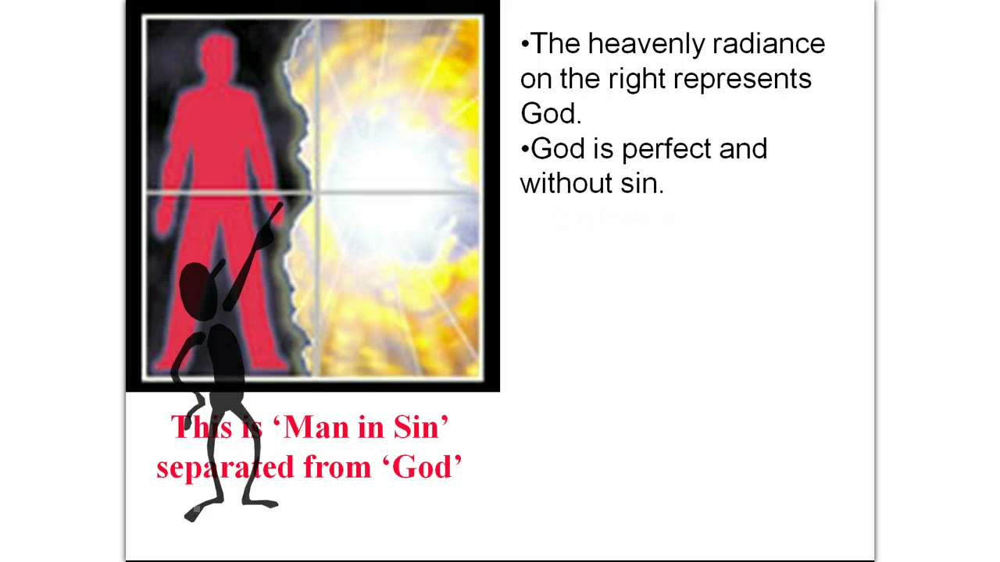 •The heavenly radiance
on the right represents
God.
•God is perfect and
without sin.
This is ‘Man in Sin’
separated from ‘God’